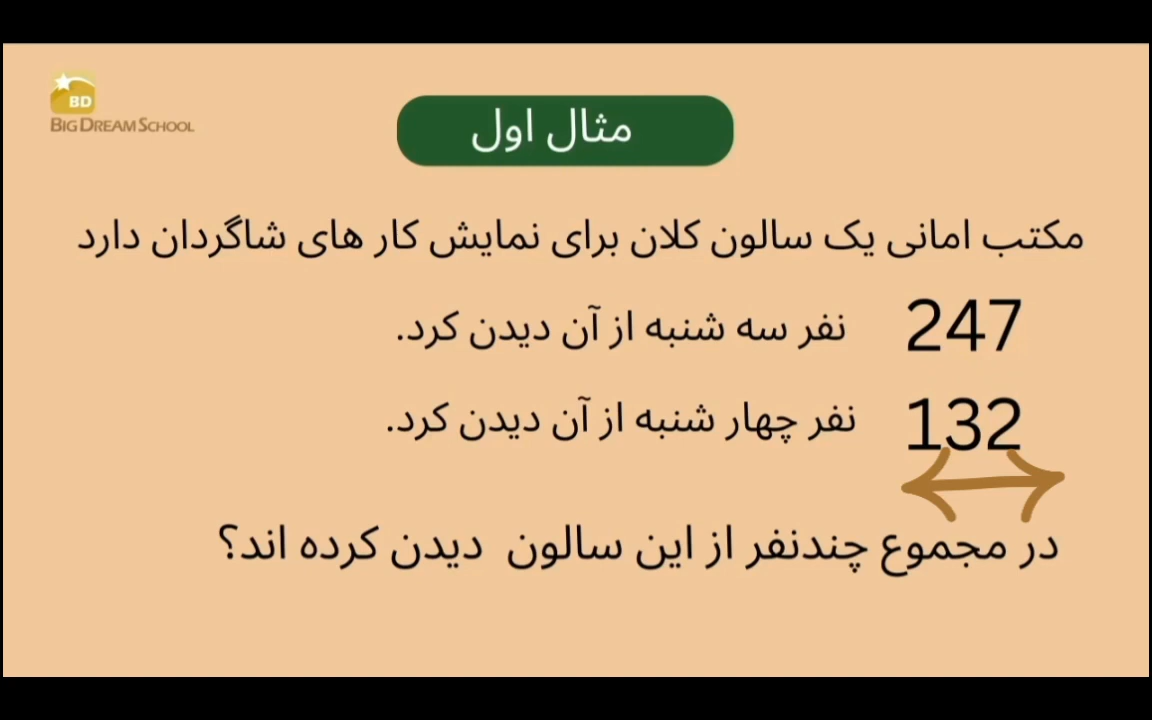 BD
BIG DREAM SCHOOL
مثال اول
مکتب امانی یک سالون کلان برای نمایش کار های شاگردان دارد
247 نفر سه شنبه از آن دیدن کرد.
132 نفر چهار شنبه از آن دیدن کرد.
در مجموع چندنفر از این سالون دیدن کرده اند؟